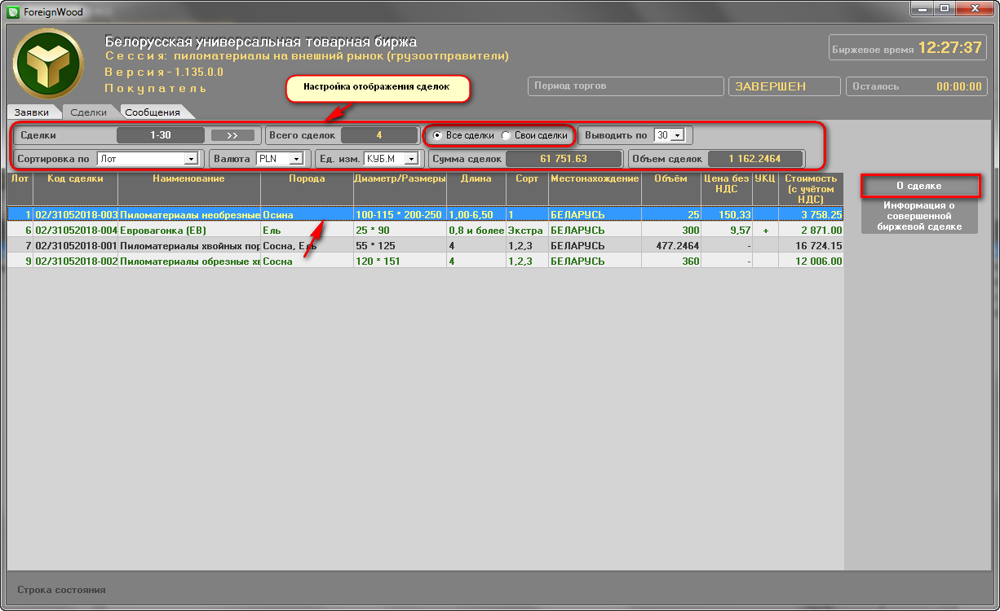 ForeignWood
Белорусская универсальная товарная биржа
Сессия: пиломатериалы на внешний рынок (грузоотправители)
Версия - 1.135.0.0
Покупатель
Биржевое время 12:27:37
Настройка отображения сделок
Период торгов ЗАВЕРШЕН Осталось 00:00:00
Заявки Сделки Сообщения
Сделки 1-30 >> Всего сделок 4 Все сделки Свои сделки Выводить по 30
Сортировка по Лот Валюта PLN Ед. изм. КУБ.М Сумма сделок 61 751.63 Объем сделок 1 162.2464
Лот Код сделки Наименование Порода Диаметр/Размеры Длина Сорт Местонахождение Объём Цена без УКЦ Стоимость
НДС (с учётом
НДС)
1 02/31052018-003 Пиломатериалы необрезные Осина 100-115 * 200-250 1,00-6,50 1 БЕЛАРУСЬ 25 150,33 3 758.25
6 02/31052018-004 Евровагонка (ЕВ) Ель 25 * 90 0,8 и более Экстра БЕЛАРУСЬ 300 9,57 + 2 871.00
7 02/31052018-001 Пиломатериалы хвойных пор Сосна, Ель 55 * 125 4 1,2,3 БЕЛАРУСЬ 477.2464 - 16 724.15
9 02/31052018-002 Пиломатериалы обрезные хв Сосна 120 * 151 4 1,2,3 БЕЛАРУСЬ 360 - 12 006.00
О сделке
Информация о
совершенной
биржевой сделке
Строка состояния